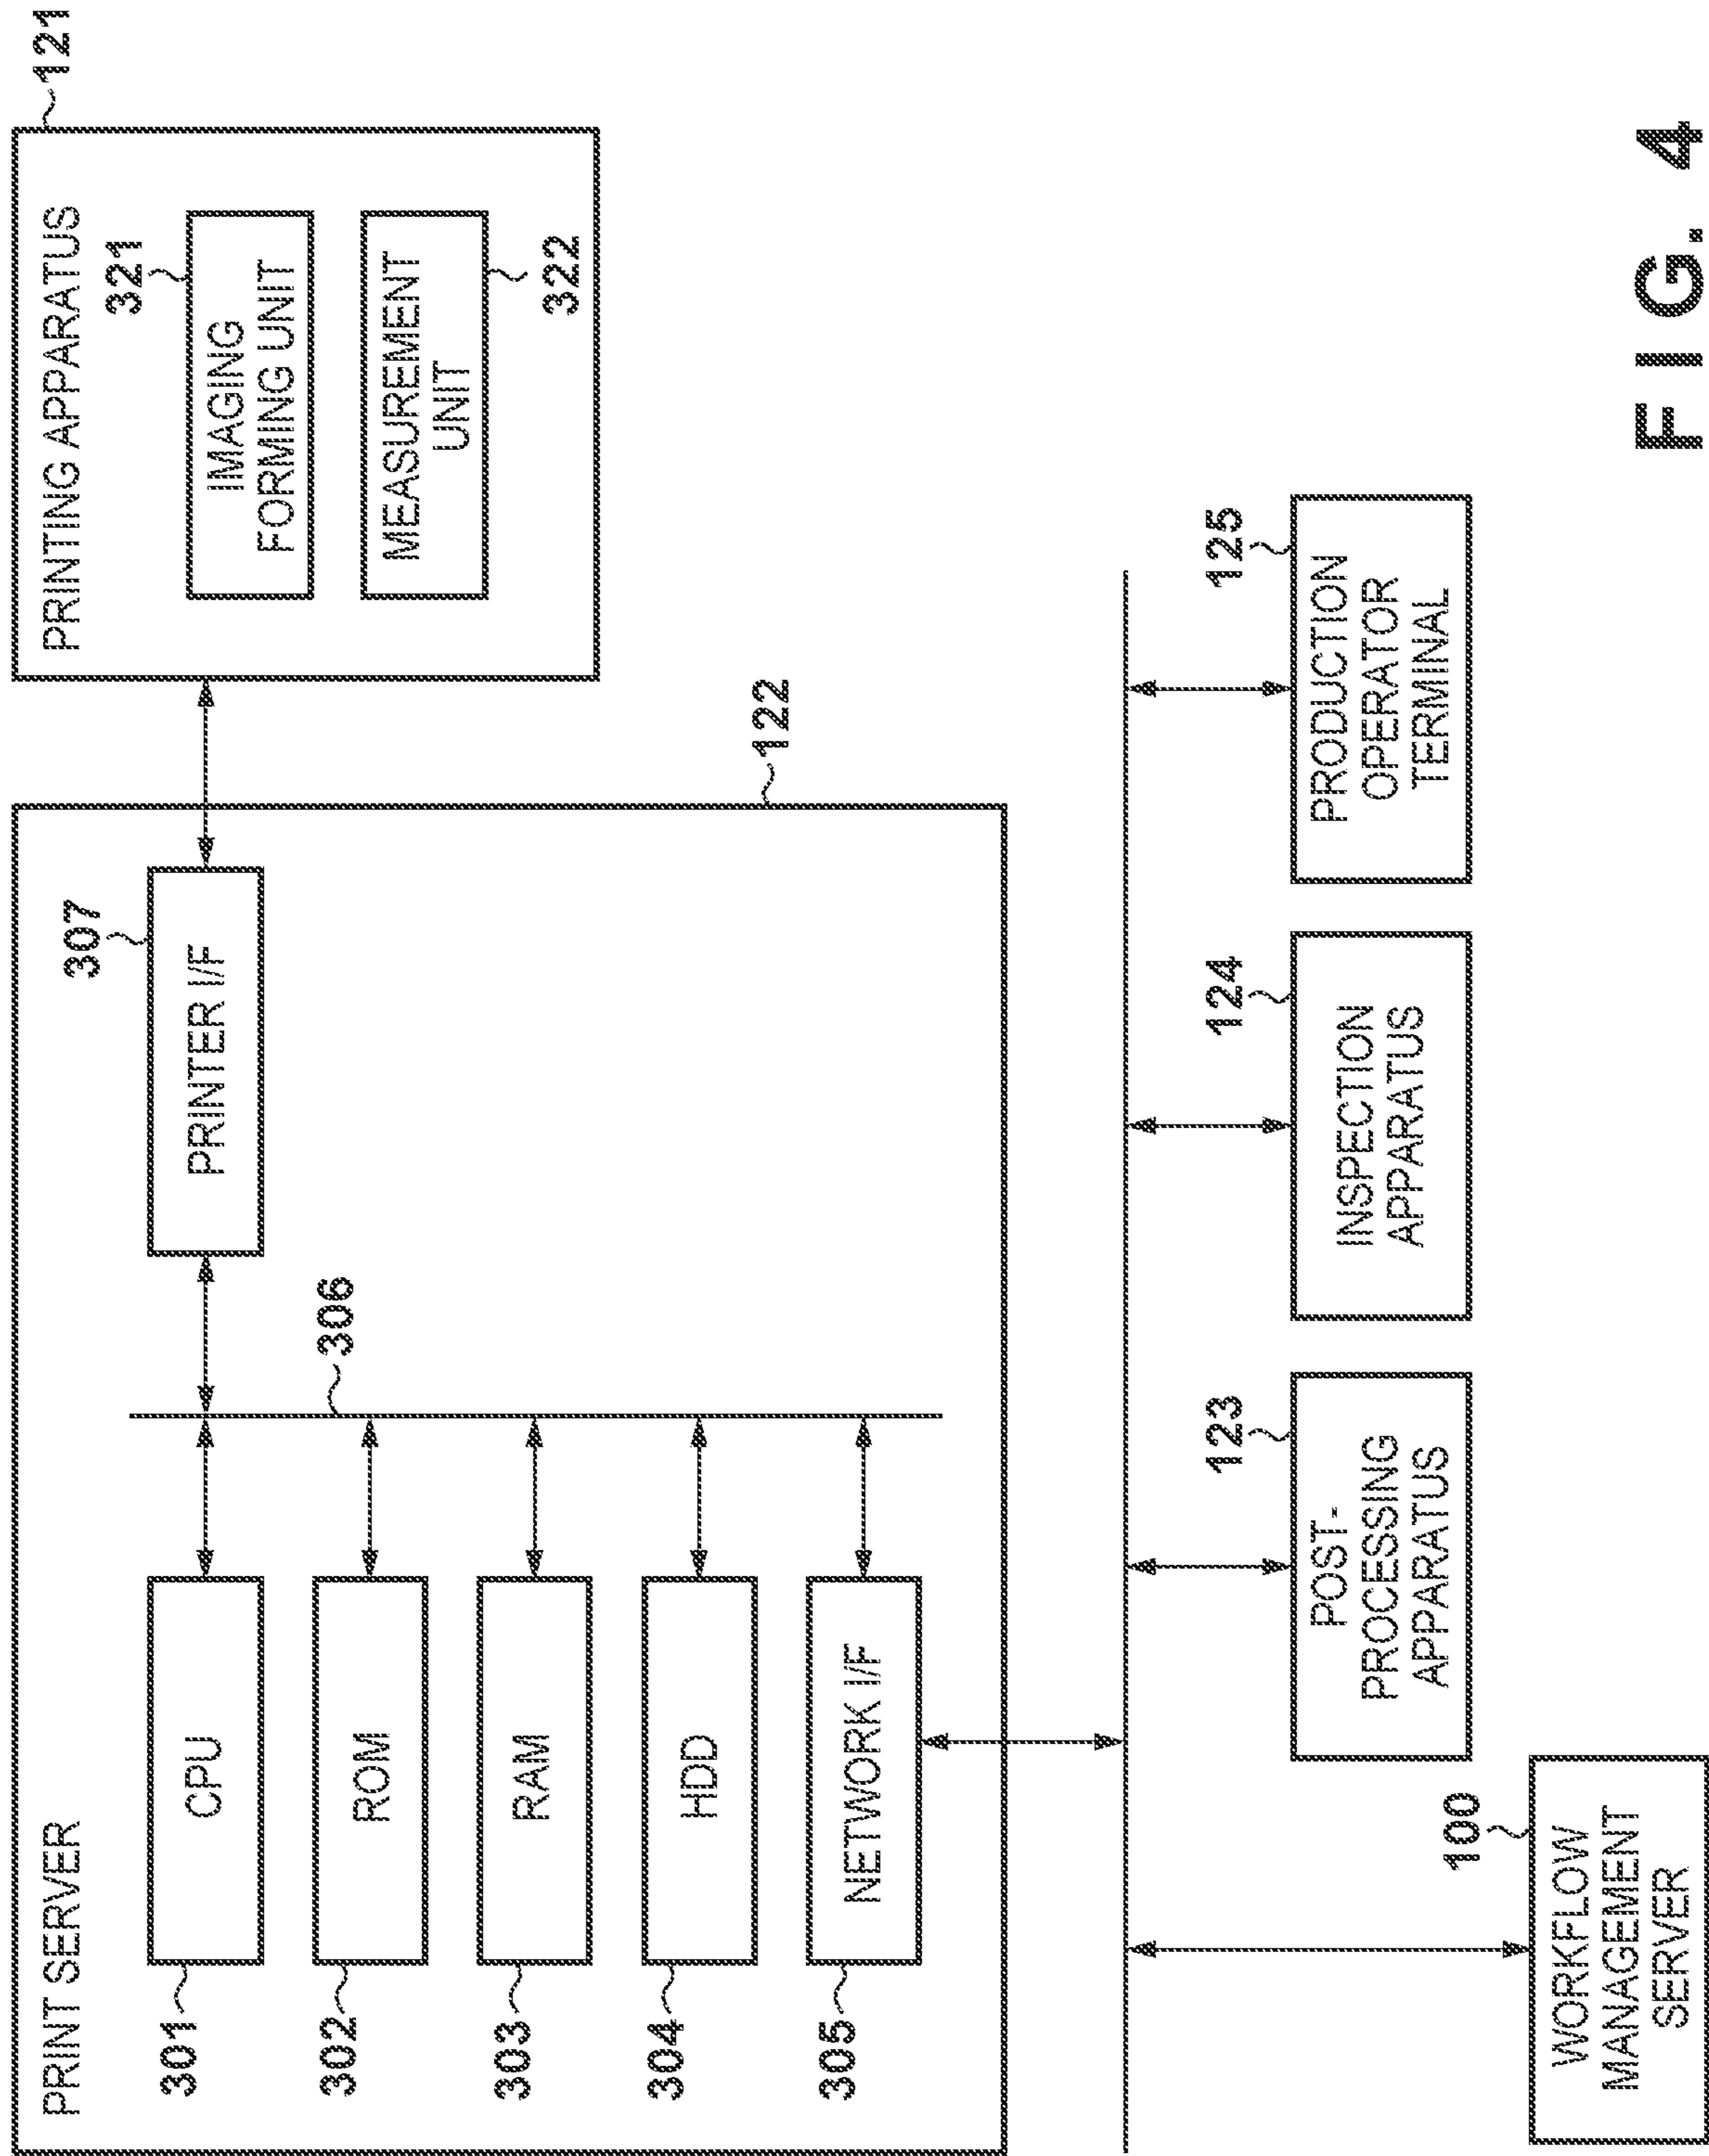 PRINT SERVER
122
301
CPU
302
ROM
303
RAM
304
HDD
305
NETWORK I/F
306
307
PRINTER I/F
121
PRINTING APPARATUS
321
IMAGING
FORMING UNIT
MEASUREMENT
UNIT
322
100
WORKFLOW
MANAGEMENT
SERVER
123
POST-
PROCESSING
APPARATUS
124
INSPECTION
APPARATUS
125
PRODUCTION
OPERATOR
TERMINAL
FIG. 4